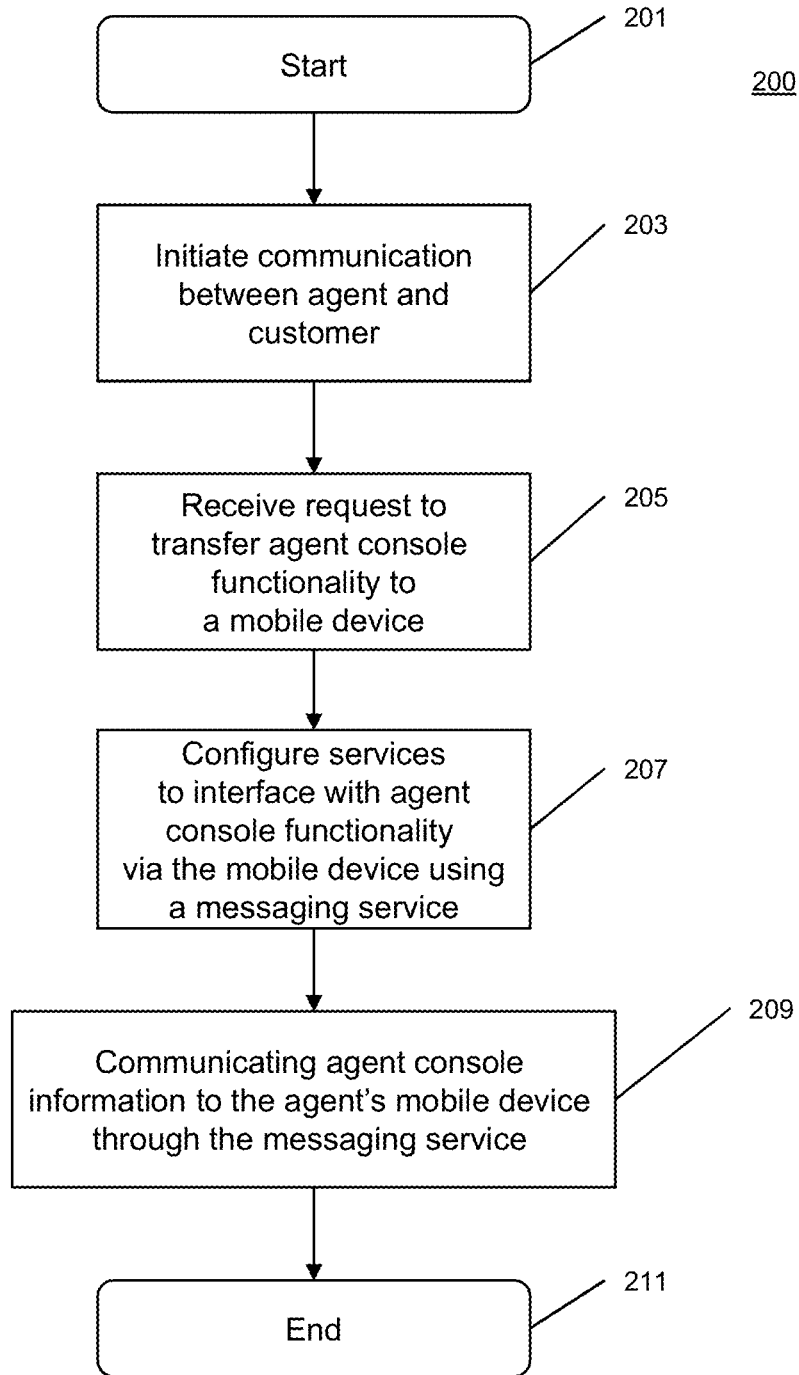 Start
201
200
Initiate communication
between agent and
customer
203
Receive request to
transfer agent console
functionality to
a mobile device
205
Configure services
to interface with agent
console functionality
via the mobile device using
a messaging service
207
Communicating agent console
information to the agent's mobile device
through the messaging service
209
End
211